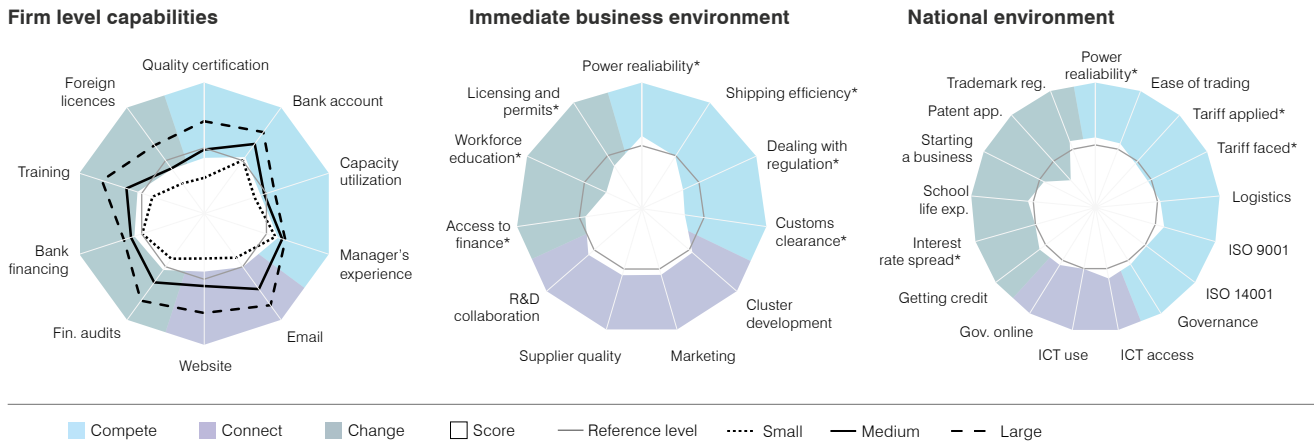 Firm level capabilities
Quality certification
Foreign
licences
Bank account
Training
Capacity
utilization
Bank
financing
Manager's
experience
Fin. audits
Email
Website
Immediate business environment
Power realiability*
Licensing and
permits*
Shipping efficiency*
Workforce
education*
Dealing with
regulation*
Access to
finance*
Customs
clearance*
R&D
collaboration
Cluster
development
Supplier quality
Marketing
National environment
Power
realiability*
Trademark reg.
Ease of trading
Patent app.
Tariff applied*
Starting
a business
Tariff faced*
School
life exp.
Logistics
Interest
rate spread*
ISO 9001
Getting credit
ISO 14001
Gov. online
Governance
ICT use
ICT access
Compete
Connect
Change
Score
Reference level
Small
Medium
Large